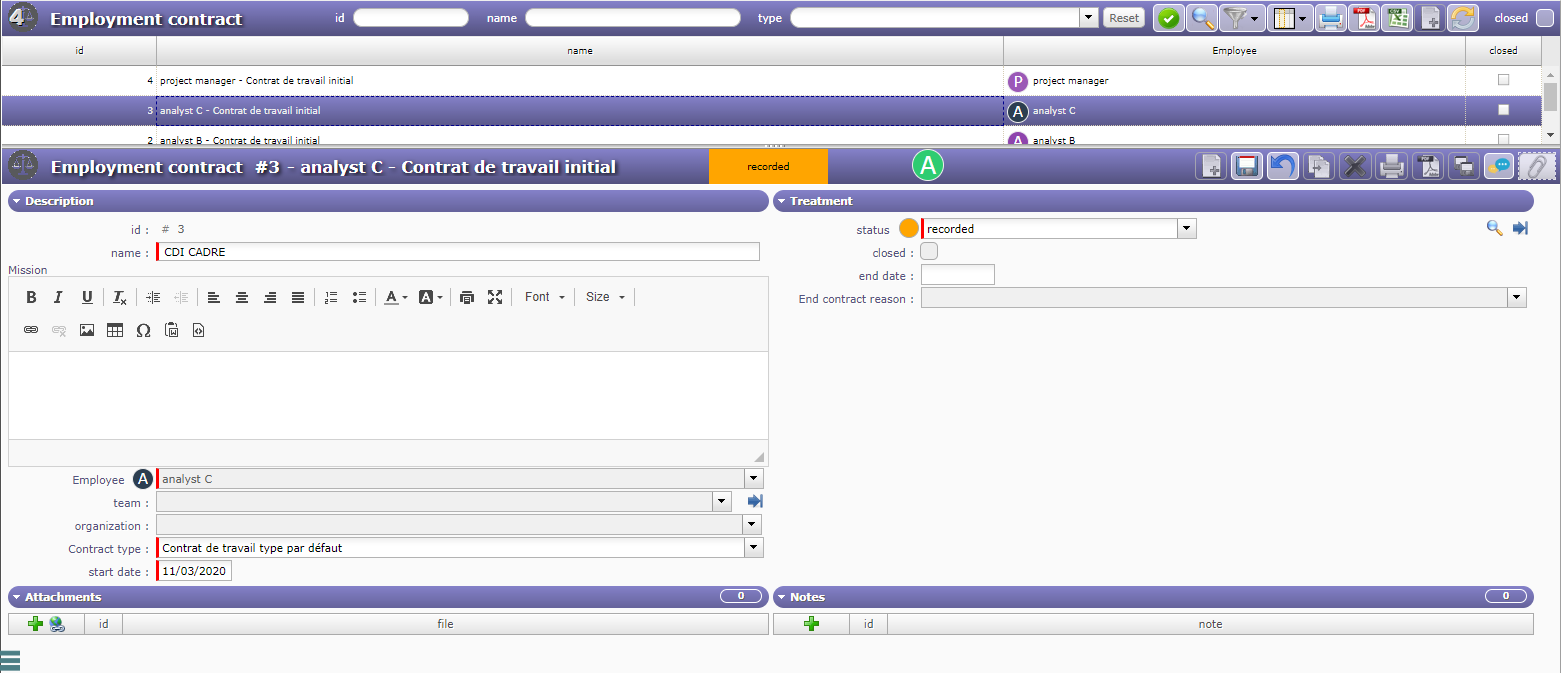 4 Employment contract id name type Reset closed
id name Employee closed
4 project manager - Contrat de travail initial P project manager
3 analyst C - Contrat de travail initial A analyst C
2 analyst B - Contrat de travail initial A analyst B
Employment contract #3 - analyst C - Contrat de travail initial recorded A
Description
id : # 3
name : CDI CADRE
Mission
B I U Font Size
Employee A analyst C
team :
organization :
Contract type : Contrat de travail type par défaut
start date : 11/03/2020
Treatment
status recorded
closed :
end date :
End contract reason :
Attachments 0
id file
Notes 0
id note